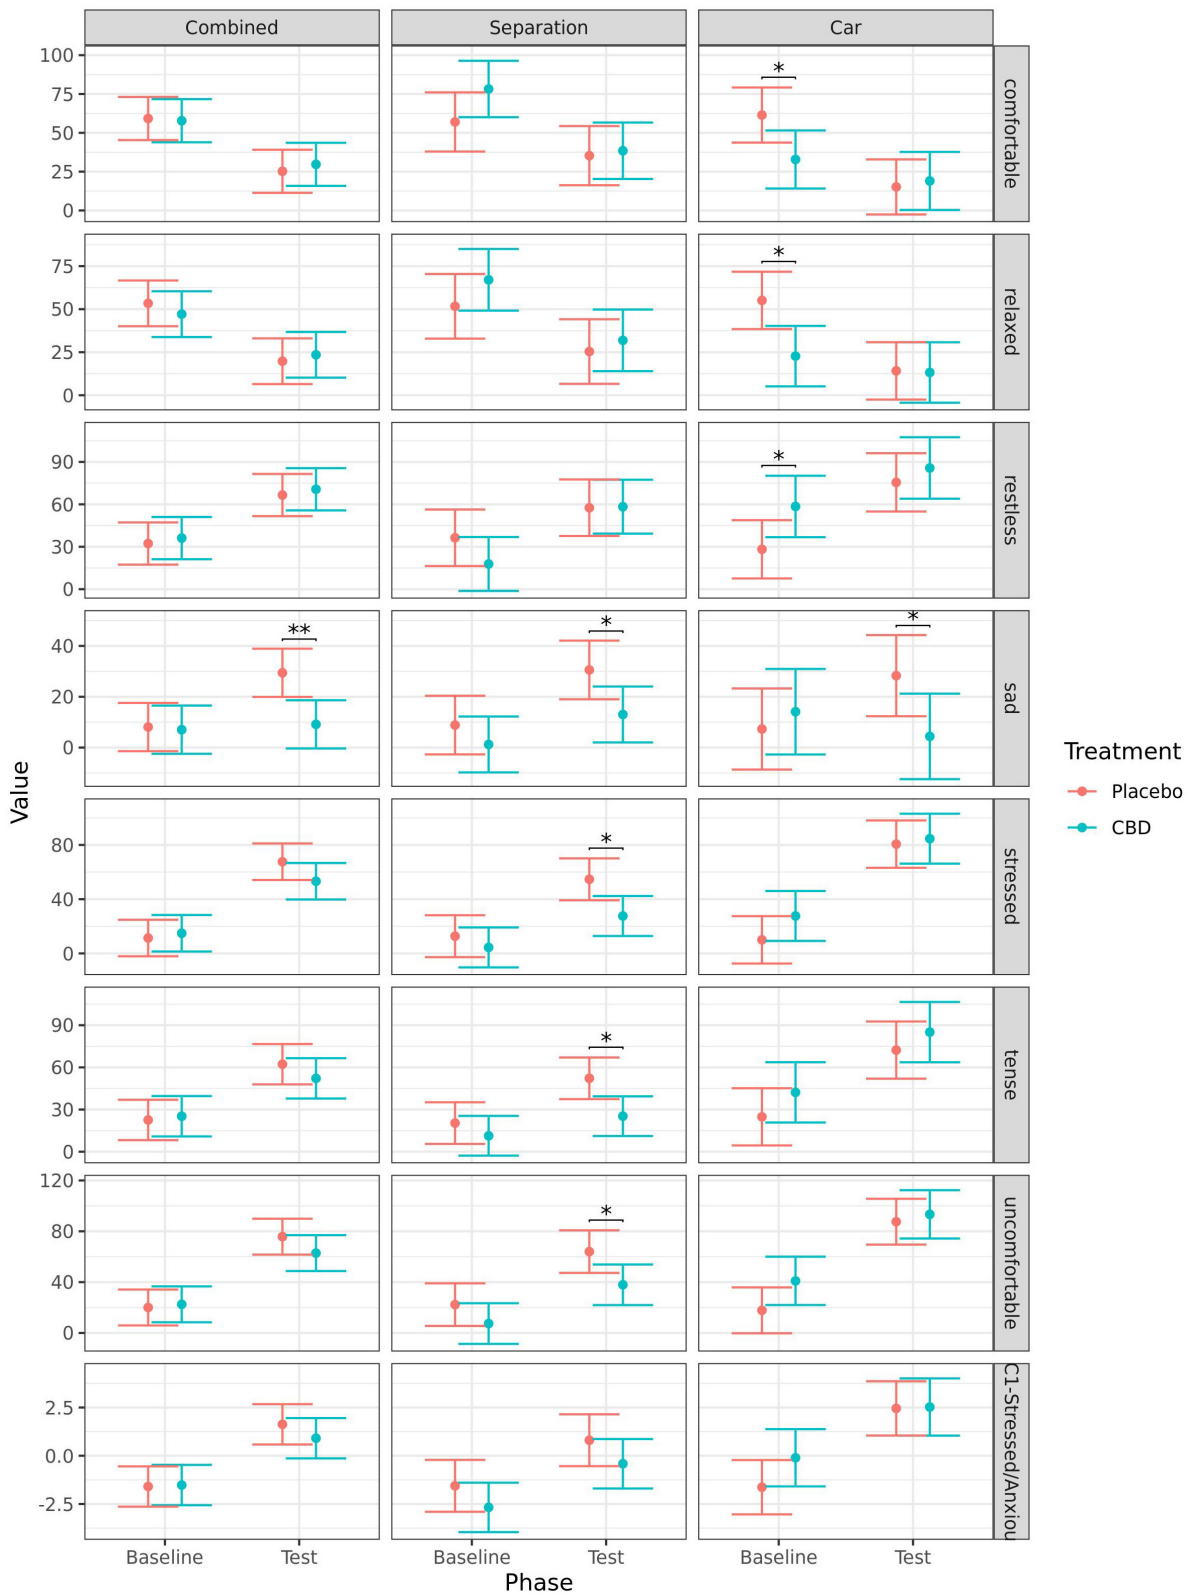 Combined Separation Car
*
100
75
50
25
0
comfortable
*
75
50
25
0
relaxed
*
90
60
30
0
restless
** * *
40
20
0
sad
*
80
40
0
stressed
*
90
60
30
0
tense
*
120
80
40
0
uncomfortable
2.5
0.0
-2.5
C1-Stressed/Anxiou
Value
Baseline Test Baseline Test Baseline Test
Phase
Treatment
Placebo
CBD